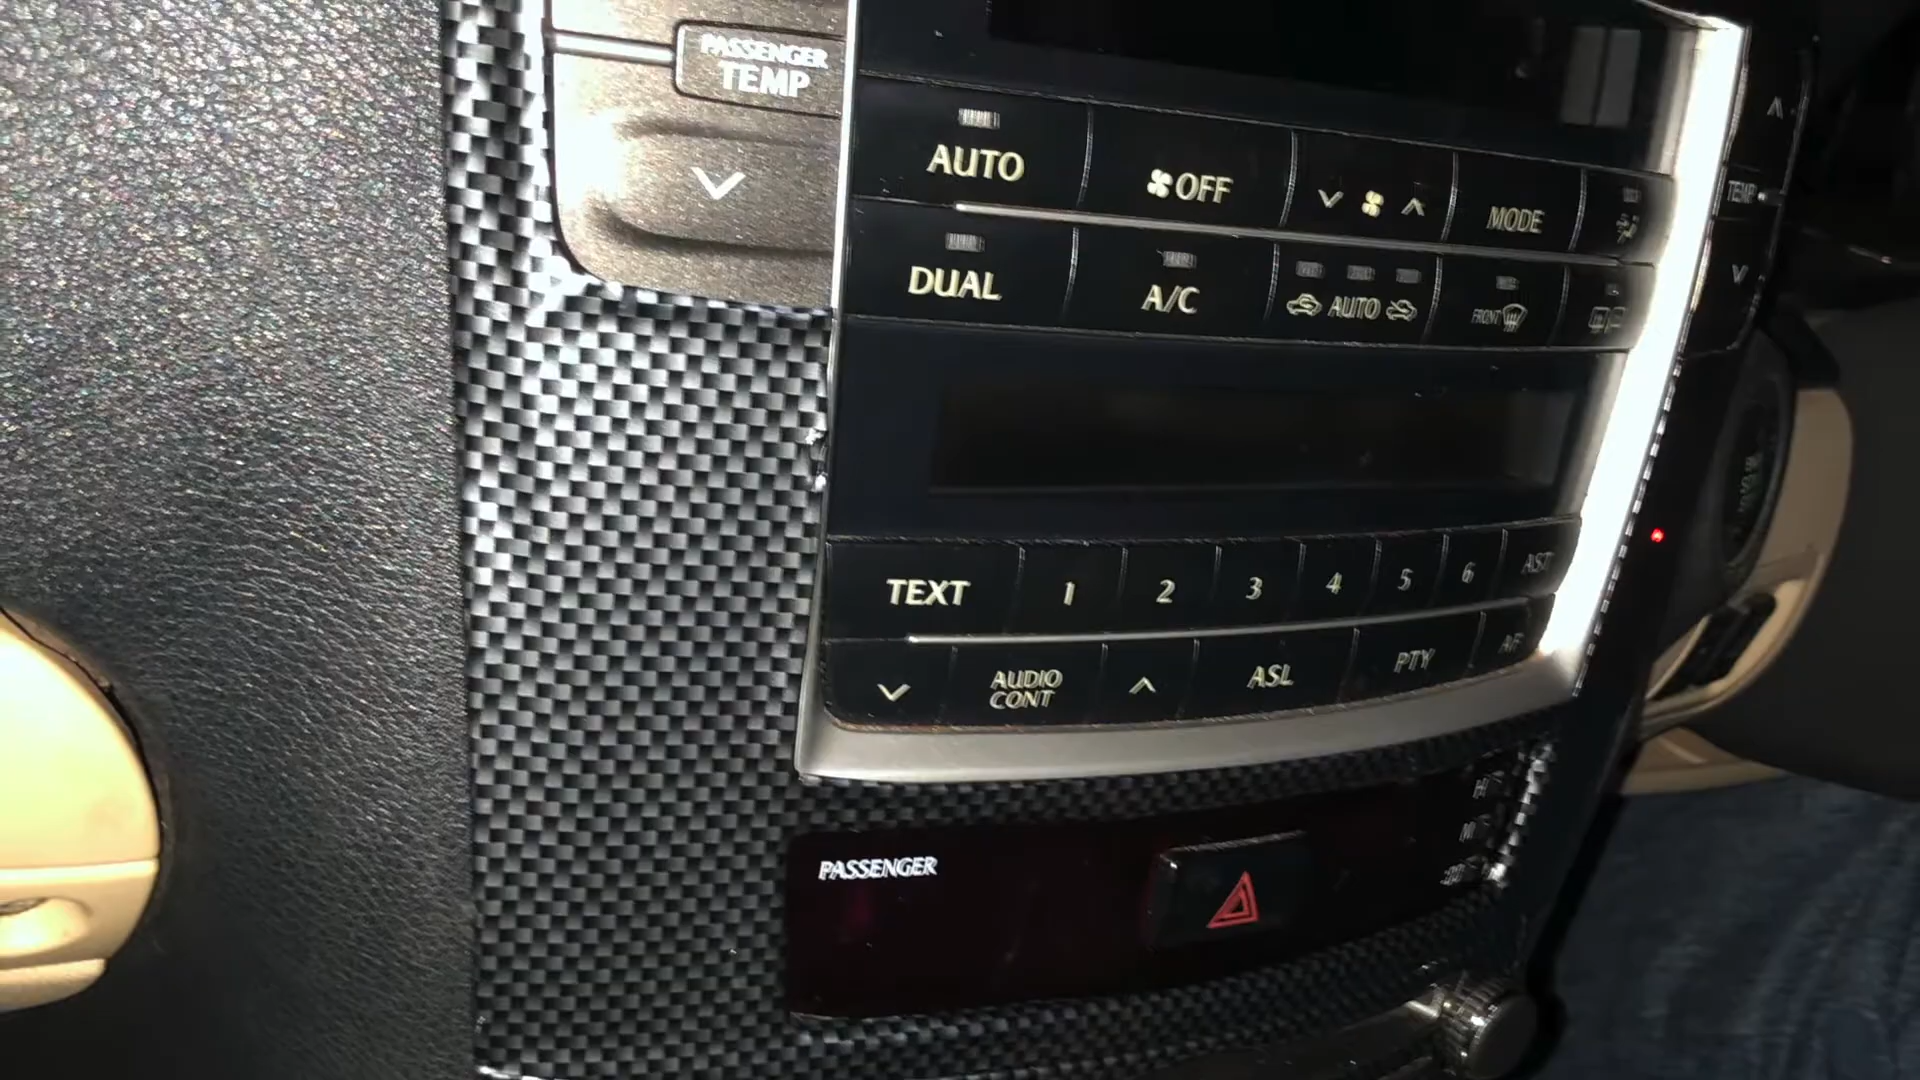 PASSENGER
TEMP
AUTO
OFF
MODE
TEMP
DUAL
A/C
AUTO
FRONT
TEXT
1
2
3
4
5
6
AST
AUDIO
CONT
ASL
PTY
AF
PASSENGER